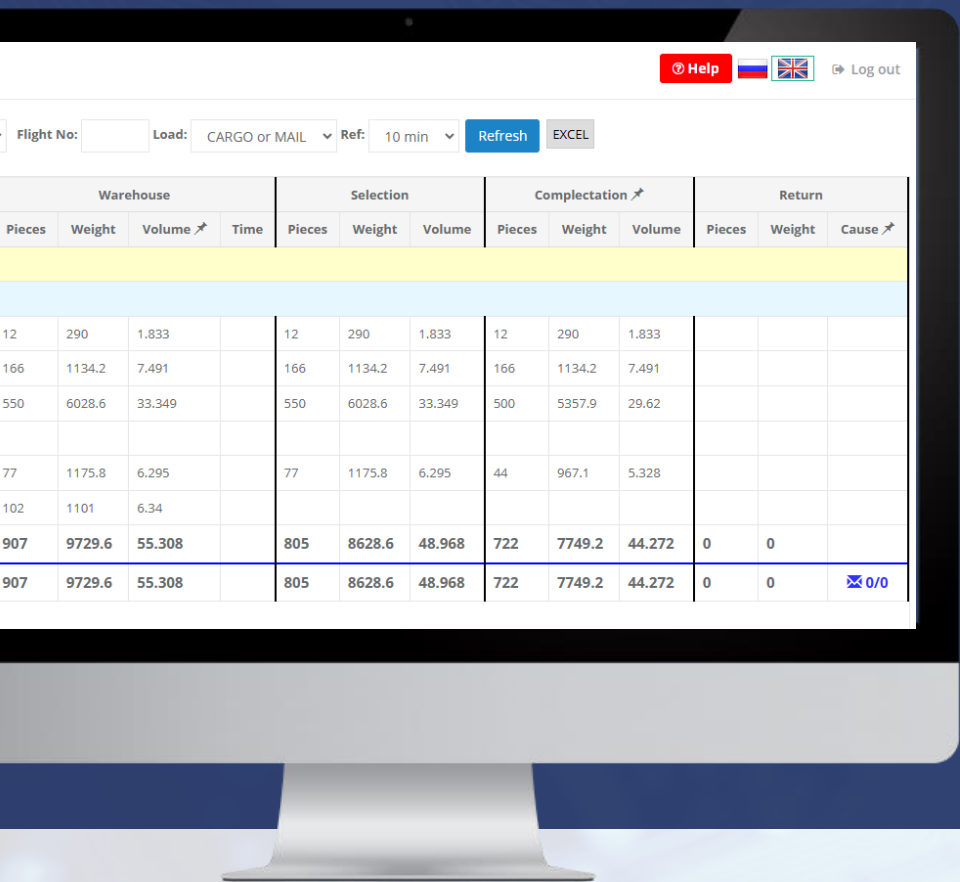 Help Log out
Flight No: Load: CARGO or MAIL Ref: 10 min Refresh EXCEL
Warehouse Selection Complectation Return
Pieces Weight Volume Time Pieces Weight Volume Pieces Weight Volume Pieces Weight Cause
12 290 1.833 12 290 1.833 12 290 1.833
166 1134.2 7.491 166 1134.2 7.491 166 1134.2 7.491
550 6028.6 33.349 550 6028.6 33.349 500 5357.9 29.62
77 1175.8 6.295 77 1175.8 6.295 44 967.1 5.328
102 1101 6.34
907 9729.6 55.308 805 8628.6 48.968 722 7749.2 44.272 0 0
907 9729.6 55.308 805 8628.6 48.968 722 7749.2 44.272 0 0 0/0